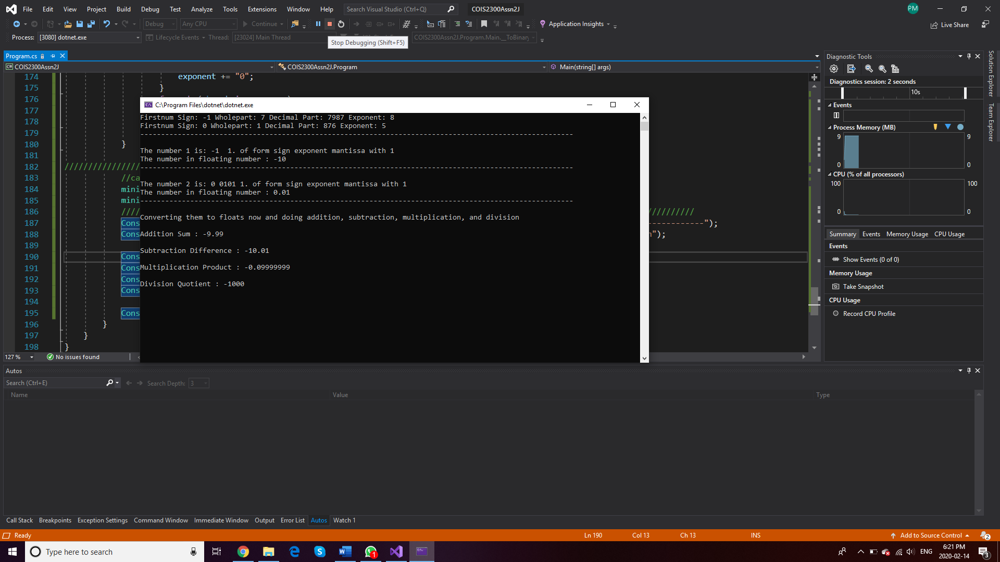 File Edit View Project Build Debug Test Analyze Tools Extensions Window Help Search Visual Studio (Ctrl+Q) COIS2300Assn2J PM
Debug Any CPU Continue Application Insights Live Share
Process: [3080] dotnet.exe Lifecycle Events Thread: [23024] Main Thread COIS2300Assn2J.Program.Main.__ToBinary
Stop Debugging (Shift+F5)
Program.cs
COIS2300Assn2J COIS2300Assn2J.Program Main(string[] args)
174 exponent += "0";
175 }
176
177
178
179
180 }
181
182 ////////////////
183 //ca
184 mini
185 mini
186 //// //////////
187 Cons -------------");
188 Cons n");
189
190 Cons
191 Cons
192 Cons
193 Cons
194
195 Cons
196 }
197 }
198 }
C:\Program Files\dotnet\dotnet.exe
Firstnum Sign: -1 Wholepart: 7 Decimal Part: 7987 Exponent: 8
Firstnum Sign: 0 Wholepart: 1 Decimal Part: 876 Exponent: 5
--------------------------------------------------------------------------------------------------------
The number 1 is: -1  1. of form sign exponent mantissa with 1
The number in floating number : -10
--------------------------------------------------------------------------------------------------------
The number 2 is: 0 0101 1. of form sign exponent mantissa with 1
The number in floating number : 0.01
--------------------------------------------------------------------------------------------------------
Converting them to floats now and doing addition, subtraction, multiplication, and division
Addition Sum : -9.99
Subtraction Difference : -10.01
Multiplication Product : -0.09999999
Division Quotient : -1000
127 % No issues found
Diagnostic Tools
Diagnostics session: 2 seconds
10s
Events
Process Memory (MB)
9 9
0 0
CPU (% of all processors)
100 100
0 0
Summary Events Memory Usage CPU Usage
Events
Show Events (0 of 0)
Memory Usage
Take Snapshot
CPU Usage
Record CPU Profile
Solution Explorer
Team Explorer
Autos
Search (Ctrl+E) Search Depth: 3
Name Value Type
Call Stack Breakpoints Exception Settings Command Window Immediate Window Output Error List Autos Watch 1
Ready Ln 190 Col 13 Ch 13 INS Add to Source Control 2
Type here to search 1 ENG 6:21 PM
2020-02-14 3